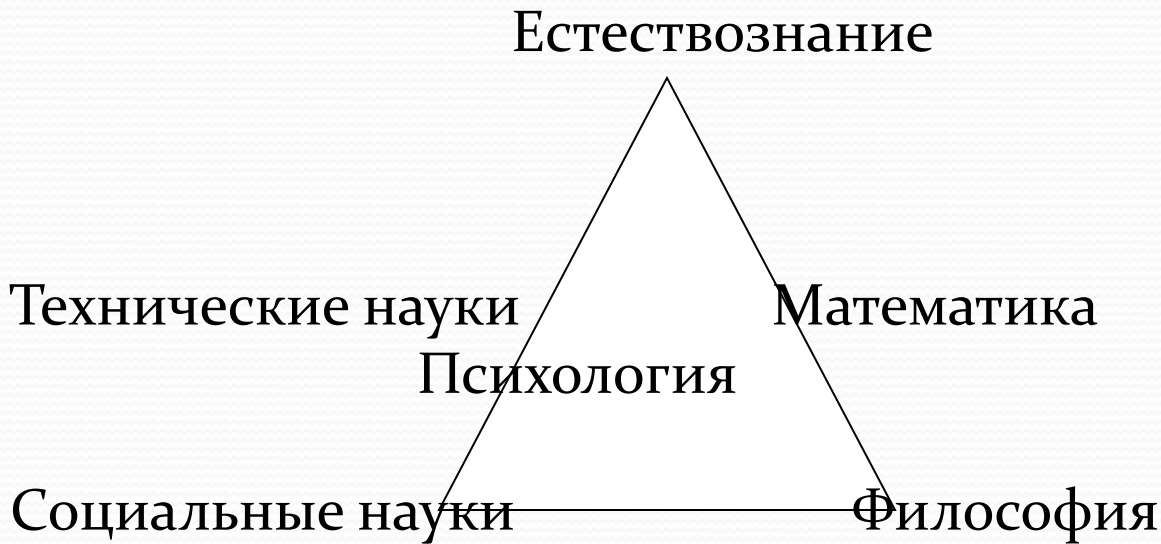 Естествознание
Технические науки
Математика
Психология
Социальные науки
Философия